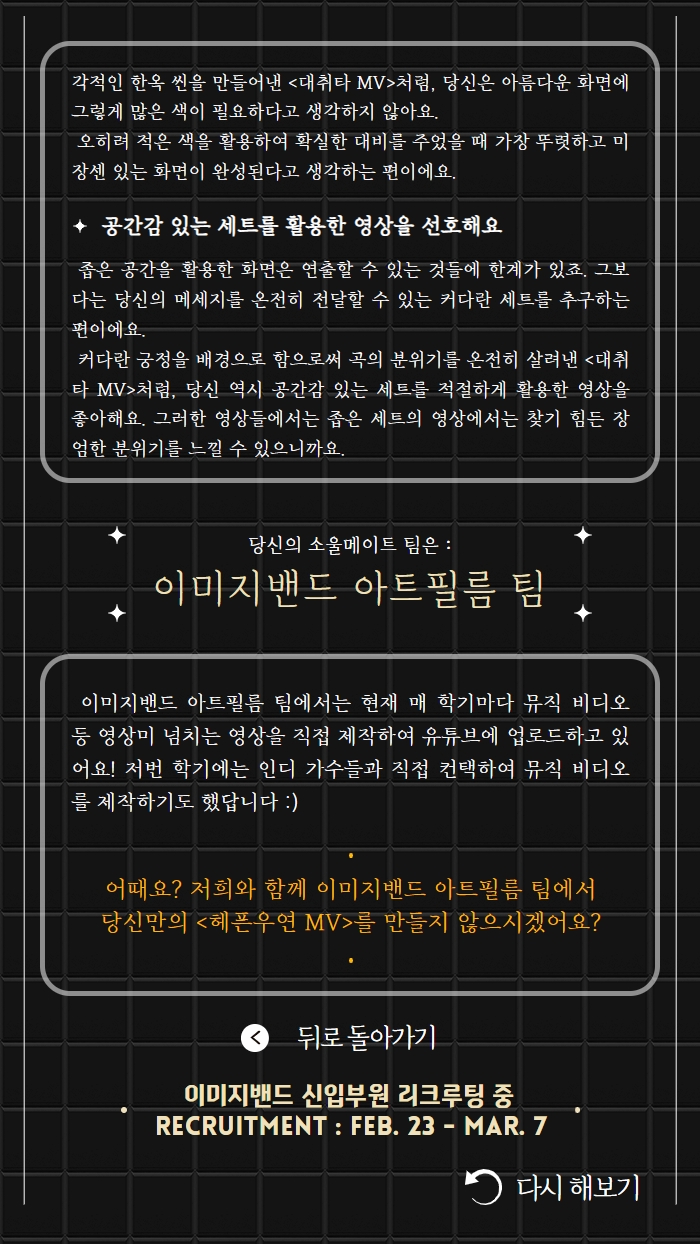 각적인 한옥 씬을 만들어낸 <대취타 MV>처럼, 당신은 아름다운 화면에
그렇게 많은 색이 필요하다고 생각하지 않아요.
오히려 적은 색을 활용하여 확실한 대비를 주었을 때 가장 뚜렷하고 미
장센 있는 화면이 완성된다고 생각하는 편이에요.
공간감 있는 세트를 활용한 영상을 선호해요
좁은 공간을 활용한 화면은 연출할 수 있는 것들에 한계가 있죠. 그보
다는 당신의 메세지를 온전히 전달할 수 있는 커다란 세트를 추구하는
편이에요.
커다란 궁정을 배경으로 함으로써 곡의 분위기를 온전히 살려낸 <대취
타 MV>처럼, 당신 역시 공간감 있는 세트를 적절하게 활용한 영상을
좋아해요. 그러한 영상들에서는 좁은 세트의 영상에서는 찾기 힘든 장
엄한 분위기를 느낄 수 있으니까요.
당신의 소울메이트 팀은 :
이미지밴드 아트필름 팀
이미지밴드 아트필름 팀에서는 현재 매 학기마다 뮤직 비디오
등 영상미 넘치는 영상을 직접 제작하여 유튜브에 업로드하고 있
어요! 저번 학기에는 인디 가수들과 직접 컨택하여 뮤직 비디오
를 제작하기도 했답니다 :)
어때요? 저희와 함께 이미지밴드 아트필름 팀에서
당신만의 <헤픈우연 MV>를 만들지 않으시겠어요?
뒤로 돌아가기
이미지밴드 신입부원 리크루팅 중
RECRUITMENT : FEB. 23 - MAR. 7
다시 해보기